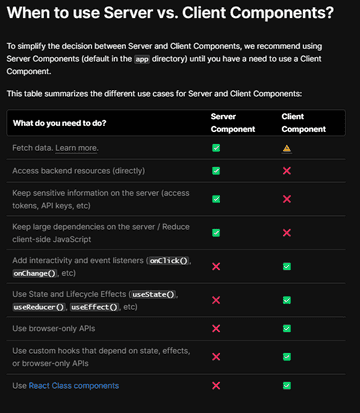 When to use Server vs. Client Components?
To simplify the decision between Server and Client Components, we recommend using
Server Components (default in the app directory) until you have a need to use a Client
Component.
This table summarizes the different use cases for Server and Client Components:
What do you need to do? Server Component Client Component
Fetch data. Learn more. ✅ ⚠️
Access backend resources (directly) ✅ ❌
Keep sensitive information on the server (access
tokens, API keys, etc) ✅ ❌
Keep large dependencies on the server / Reduce
client-side JavaScript ✅ ❌
Add interactivity and event listeners (onClick(),
onChange(), etc) ❌ ✅
Use State and Lifecycle Effects (useState(),
useReducer(), useEffect(), etc) ❌ ✅
Use browser-only APIs ❌ ✅
Use custom hooks that depend on state, effects,
or browser-only APIs ❌ ✅
Use React Class components ❌ ✅